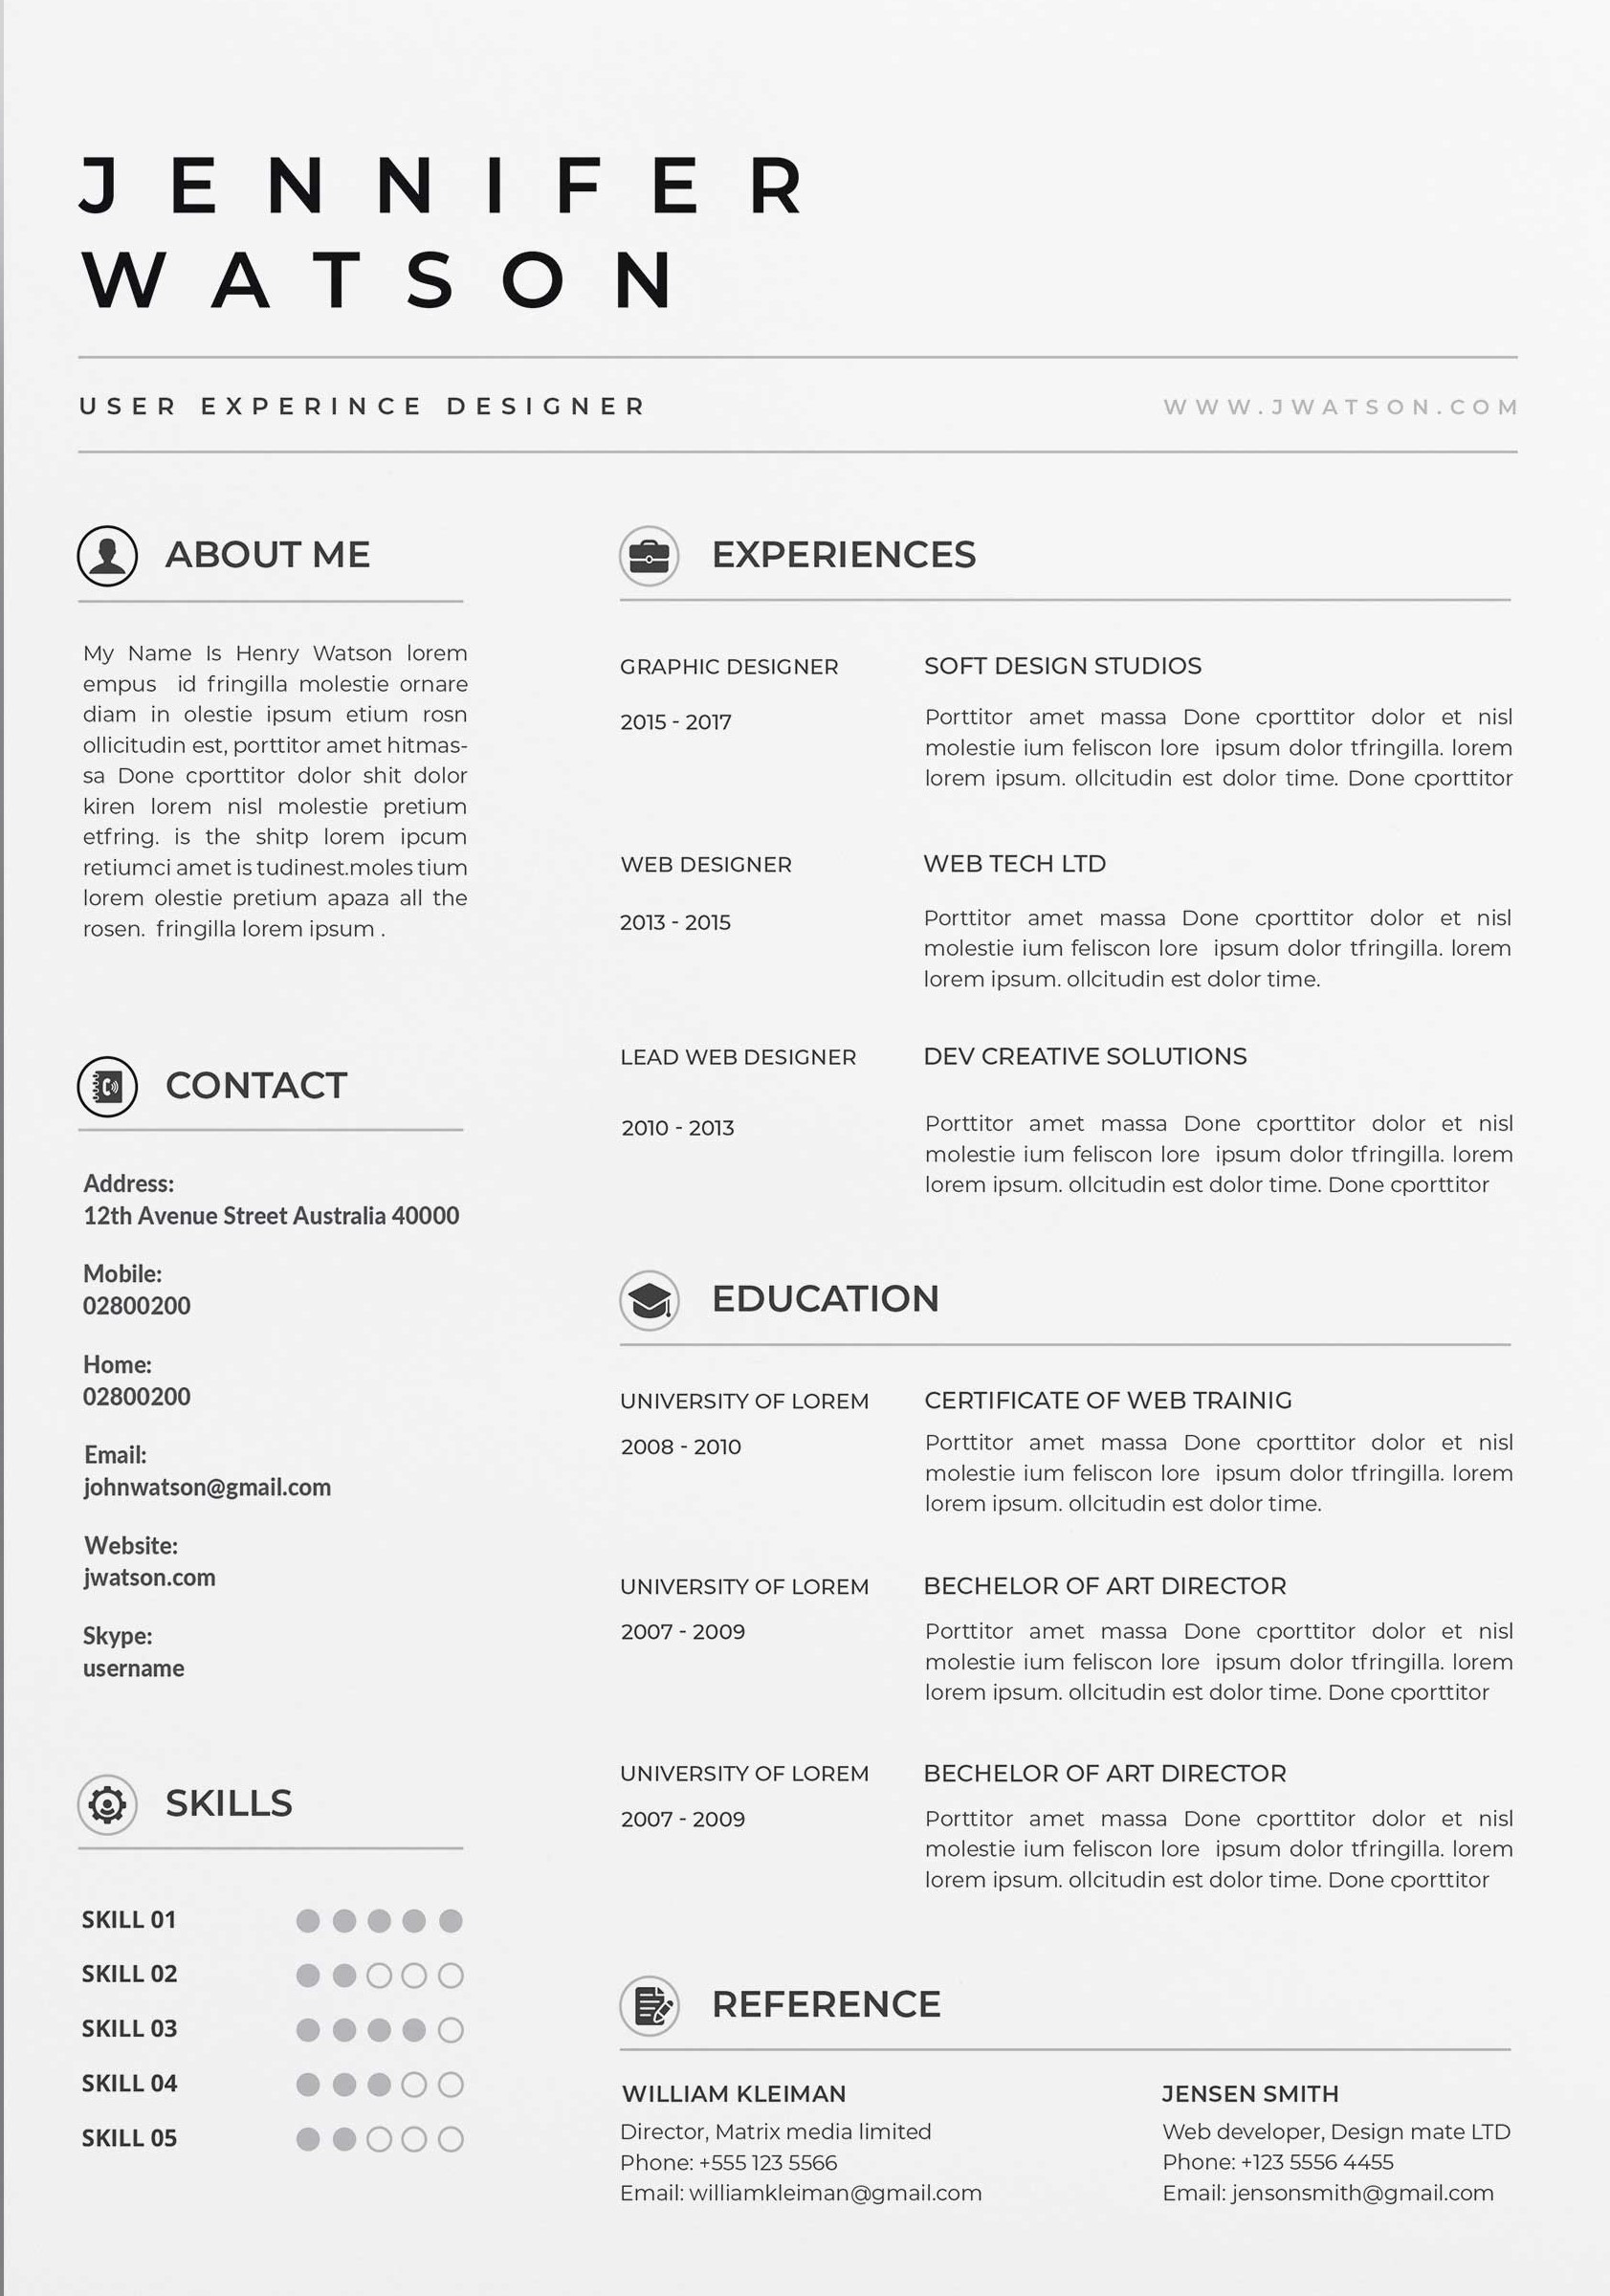 JENNIFER
WATSON
USER EXPERINCE DESIGNER
WWW.JWATSON.COM
ABOUT ME
My Name Is Henry Watson lorem
empus id fringilla molestie ornare
diam in olestie ipsum etium rosn
ollicitudin est, porttitor amet hitmas-
sa Done cporttitor dolor shit dolor
kiren lorem nisl molestie pretium
etfring. is the shitp lorem ipcum
retiumci amet is tudinest.moles tium
lorem olestie pretium apaza all the
rosen. fringilla lorem ipsum .
CONTACT
Address:
12th Avenue Street Australia 40000
Mobile:
02800200
Home:
02800200
Email:
johnwatson@gmail.com
Website:
jwatson.com
Skype:
username
SKILLS
SKILL 01
SKILL 02
SKILL 03
SKILL 04
SKILL 05
EXPERIENCES
GRAPHIC DESIGNER
2015 - 2017
SOFT DESIGN STUDIOS
Porttitor amet massa Done cporttitor dolor et nisl
molestie ium feliscon lore ipsum dolor tfringilla. lorem
lorem ipsum. ollcitudin est dolor time. Done cporttitor
WEB DESIGNER
2013 - 2015
WEB TECH LTD
Porttitor amet massa Done cporttitor dolor et nisl
molestie ium feliscon lore ipsum dolor tfringilla. lorem
lorem ipsum. ollcitudin est dolor time.
LEAD WEB DESIGNER
2010 - 2013
DEV CREATIVE SOLUTIONS
Porttitor amet massa Done cporttitor dolor et nisl
molestie ium feliscon lore ipsum dolor tfringilla. lorem
lorem ipsum. ollcitudin est dolor time. Done cporttitor
EDUCATION
UNIVERSITY OF LOREM
2008 - 2010
CERTIFICATE OF WEB TRAINIG
Porttitor amet massa Done cporttitor dolor et nisl
molestie ium feliscon lore ipsum dolor tfringilla. lorem
lorem ipsum. ollcitudin est dolor time.
UNIVERSITY OF LOREM
2007 - 2009
BECHELOR OF ART DIRECTOR
Porttitor amet massa Done cporttitor dolor et nisl
molestie ium feliscon lore ipsum dolor tfringilla. lorem
lorem ipsum. ollcitudin est dolor time. Done cporttitor
UNIVERSITY OF LOREM
2007 - 2009
BECHELOR OF ART DIRECTOR
Porttitor amet massa Done cporttitor dolor et nisl
molestie ium feliscon lore ipsum dolor tfringilla. lorem
lorem ipsum. ollcitudin est dolor time. Done cporttitor
REFERENCE
WILLIAM KLEIMAN
Director, Matrix media limited
Phone: +555 123 5566
Email: williamkleiman@gmail.com
JENSEN SMITH
Web developer, Design mate LTD
Phone: +123 5556 4455
Email: jensonsmith@gmail.com